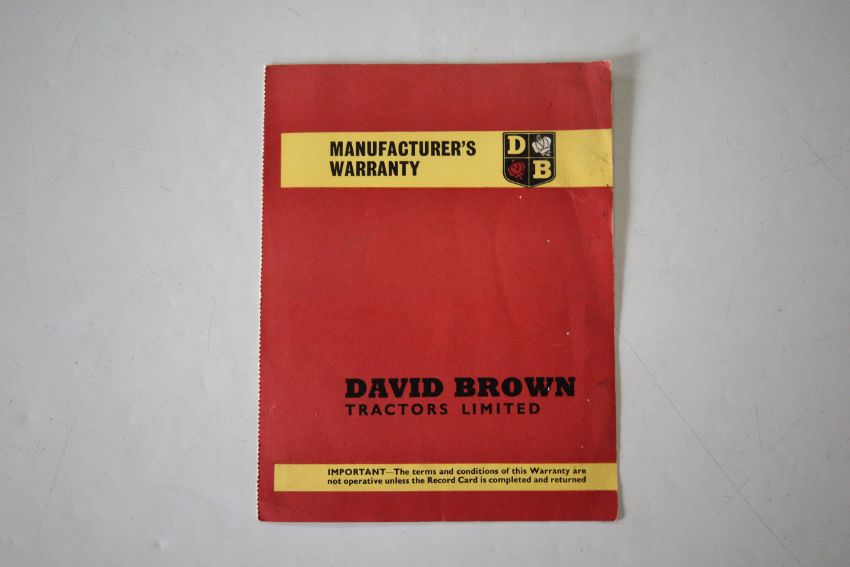 MANUFACTURER'S
WARRANTY
D
B
DAVID BROWN
TRACTORS LIMITED
IMPORTANT—The terms and conditions of this Warranty are
not operative unless the Record Card is completed and returned